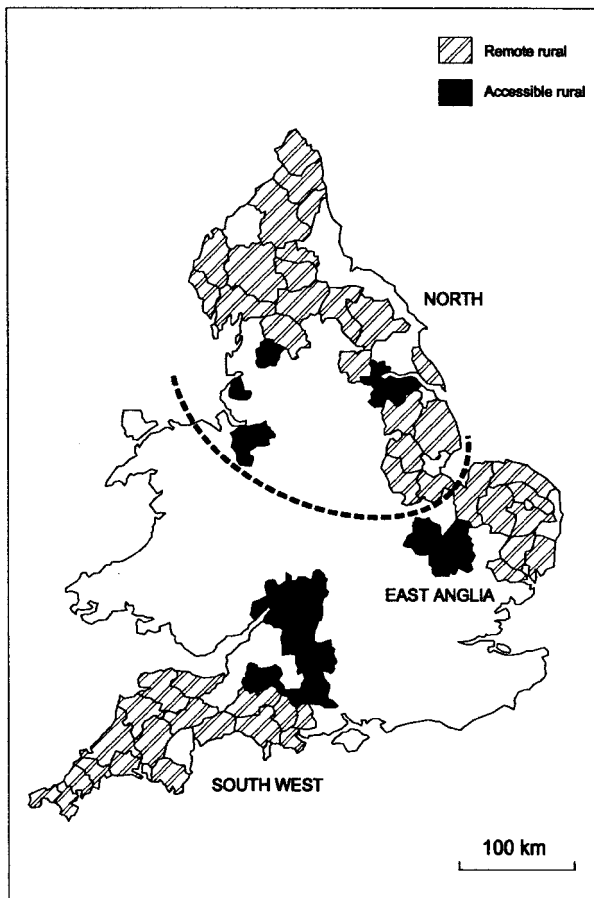 Remote rural
Accessible rural
NORTH
EAST ANGLIA
SOUTH WEST
100 km